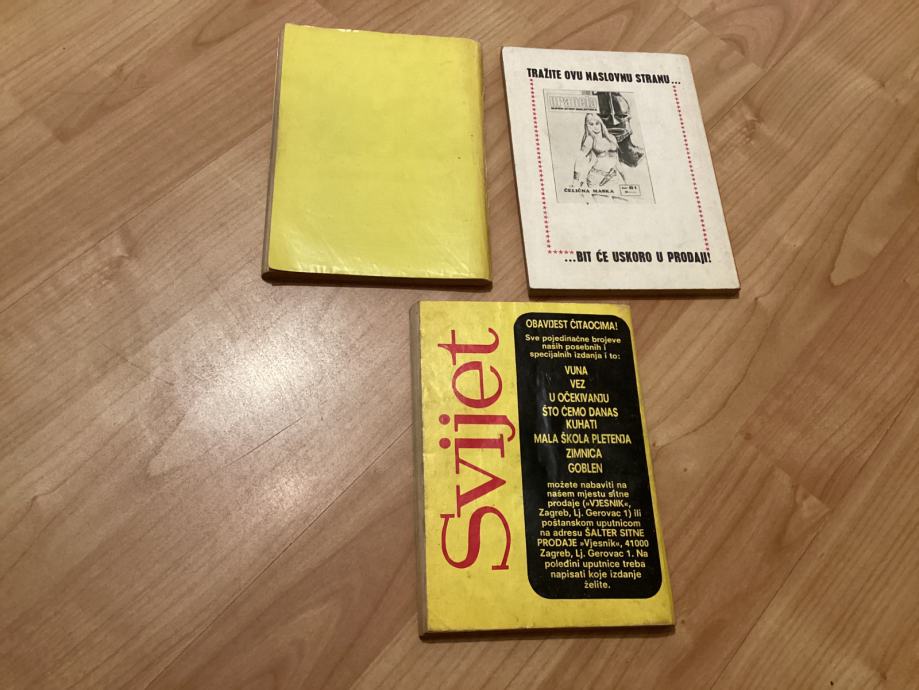 TRAŽITE OVU NASLOVNU STRANU...
ČELIČNA MASKA
...BIT ĆE USKORO U PRODAJI!
Svijet
OBAVIJEST ČITAOCIMA!
Sve pojedinačne brojeve
naših posebnih i
specijalnih izdanja i to:
VUNA
VEZ
U OČEKIVANJU
ŠTO ĆEMO DANAS
KUHATI
MALA ŠKOLA PLETENJA
ZIMNICA
GOBLEN
možete nabaviti na
našem mjestu sitne
prodaje (»VJESNIK«,
Zagreb, Lj. Gerovac 1) ili
poštanskom uputnicom
na adresu ŠALTER SITNE
PRODAJE »Vjesnik«, 41000
Zagreb, Lj. Gerovac 1. Na
poleđini uputnice treba
napisati koje izdanje
želite.